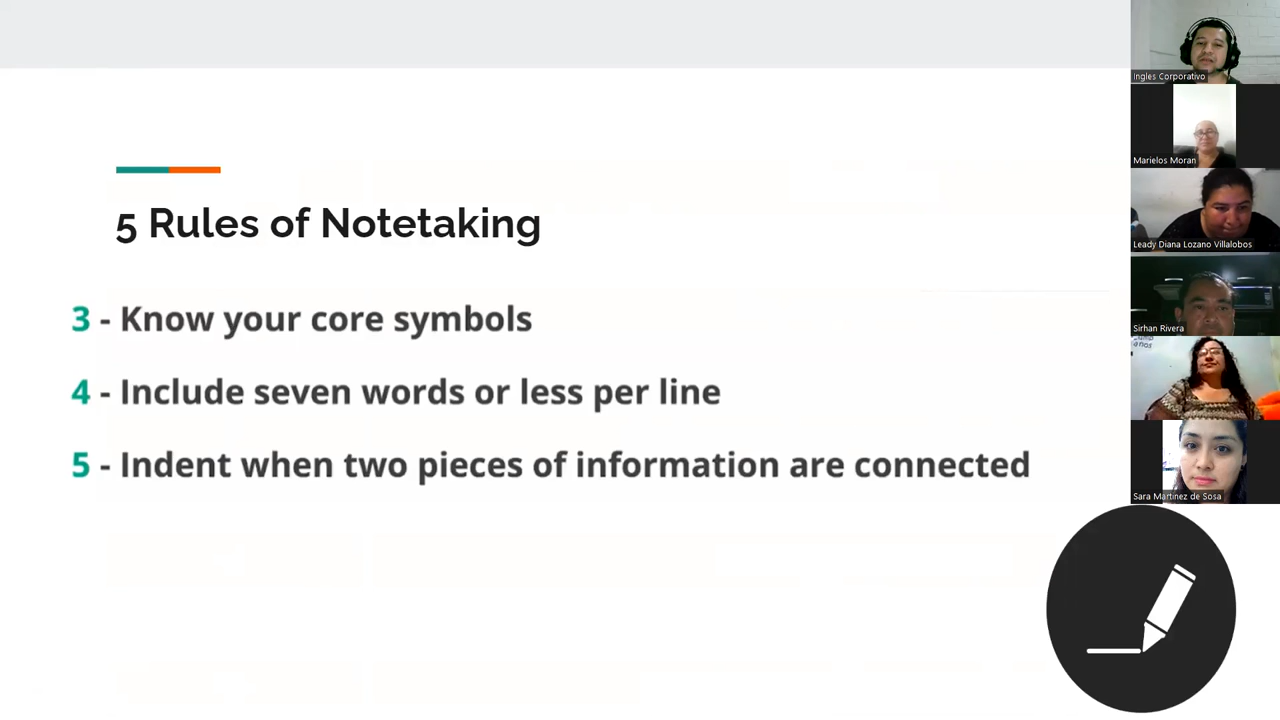 5 Rules of Notetaking
3 - Know your core symbols
4 - Include seven words or less per line
5 - Indent when two pieces of information are connected
Ingles Corporativo
Marielos Moran
Leady Diana Lozano Villalobos
Sirhan Rivera
anos
Sara Martinez de Sosa